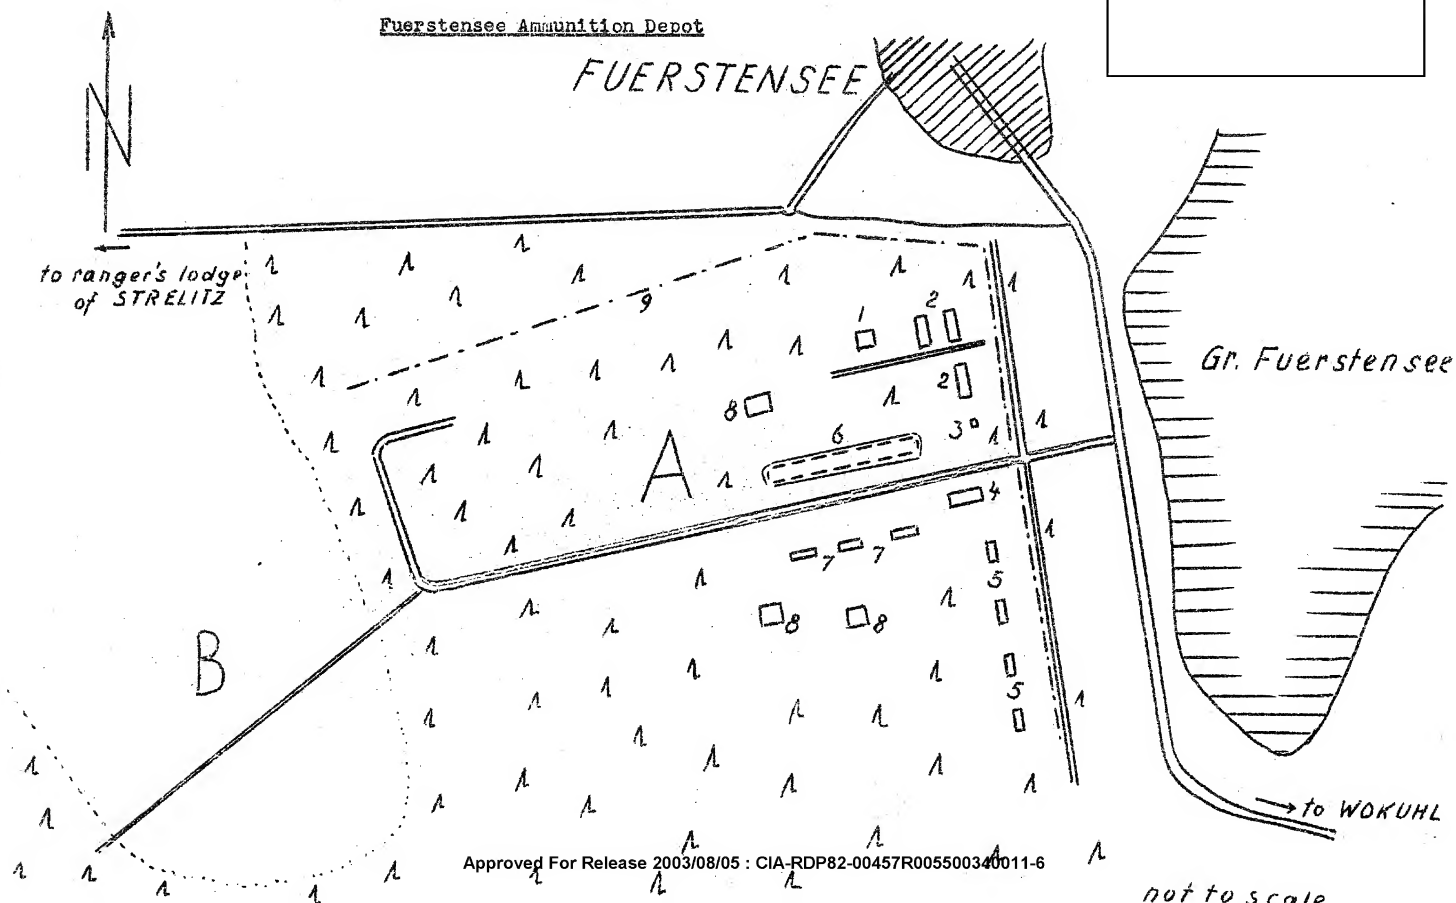 Fuerstensee Ammunition Depot
FUERSTENSEE
N
to ranger's lodge
of STRELITZ
9
1
2
2
8
3
6
A
4
Gr. Fuerstensee
7
7
5
8
8
5
B
to WOKUHL
Approved For Release 2003/08/05 : CIA-RDP82-00457R005500340011-6
not to scale